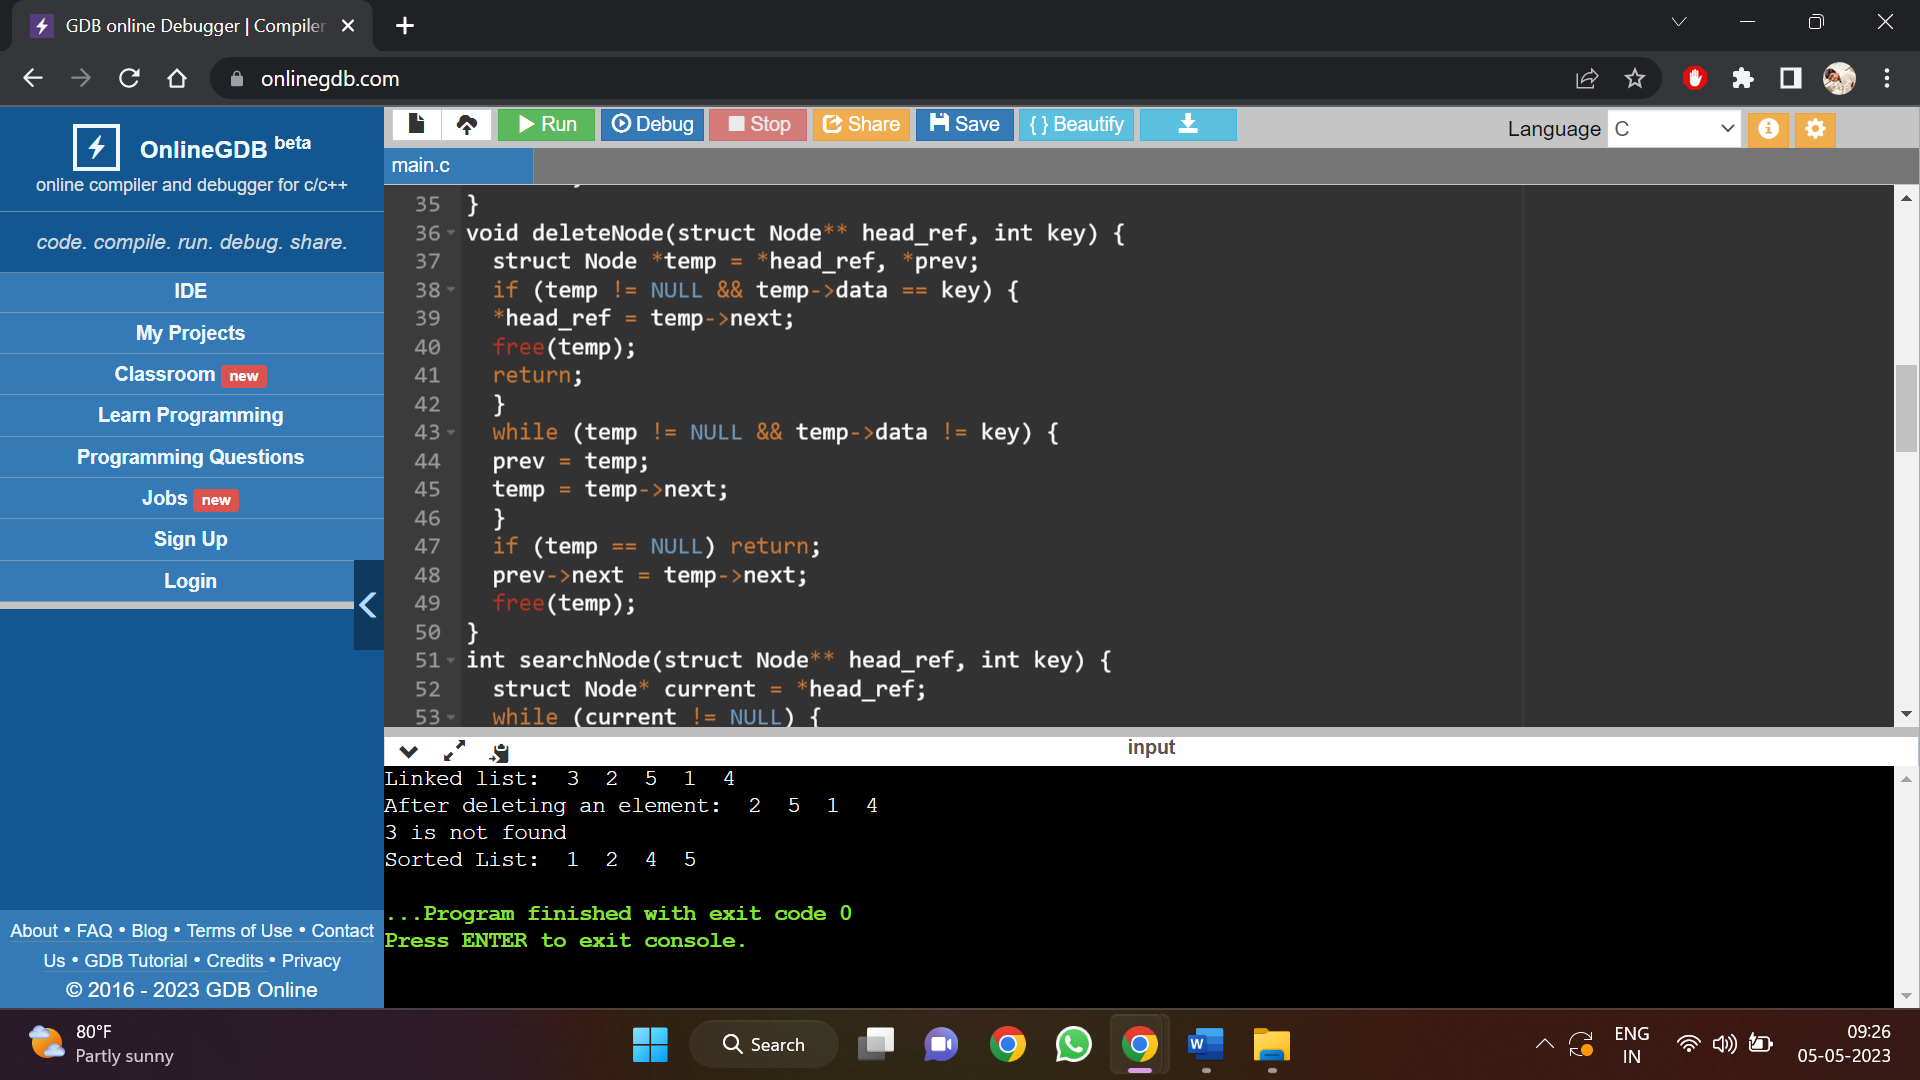 GDB online Debugger | Compiler
onlinegdb.com
OnlineGDB beta
online compiler and debugger for c/c++
code. compile. run. debug. share.
IDE
My Projects
Classroom new
Learn Programming
Programming Questions
Jobs new
Sign Up
Login
About • FAQ • Blog • Terms of Use • Contact
Us • GDB Tutorial • Credits • Privacy
© 2016 - 2023 GDB Online
Run Debug Stop Share Save {} Beautify
Language C
main.c
35 }
36 void deleteNode(struct Node** head_ref, int key) {
37 struct Node *temp = *head_ref, *prev;
38 if (temp != NULL && temp->data == key) {
39 *head_ref = temp->next;
40 free(temp);
41 return;
42 }
43 while (temp != NULL && temp->data != key) {
44 prev = temp;
45 temp = temp->next;
46 }
47 if (temp == NULL) return;
48 prev->next = temp->next;
49 free(temp);
50 }
51 int searchNode(struct Node** head_ref, int key) {
52 struct Node* current = *head_ref;
53 while (current != NULL) {
input
Linked list: 3 2 5 1 4
After deleting an element: 2 5 1 4
3 is not found
Sorted List: 1 2 4 5
...Program finished with exit code 0
Press ENTER to exit console.
80°F
Partly sunny
Search
ENG
IN
09:26
05-05-2023